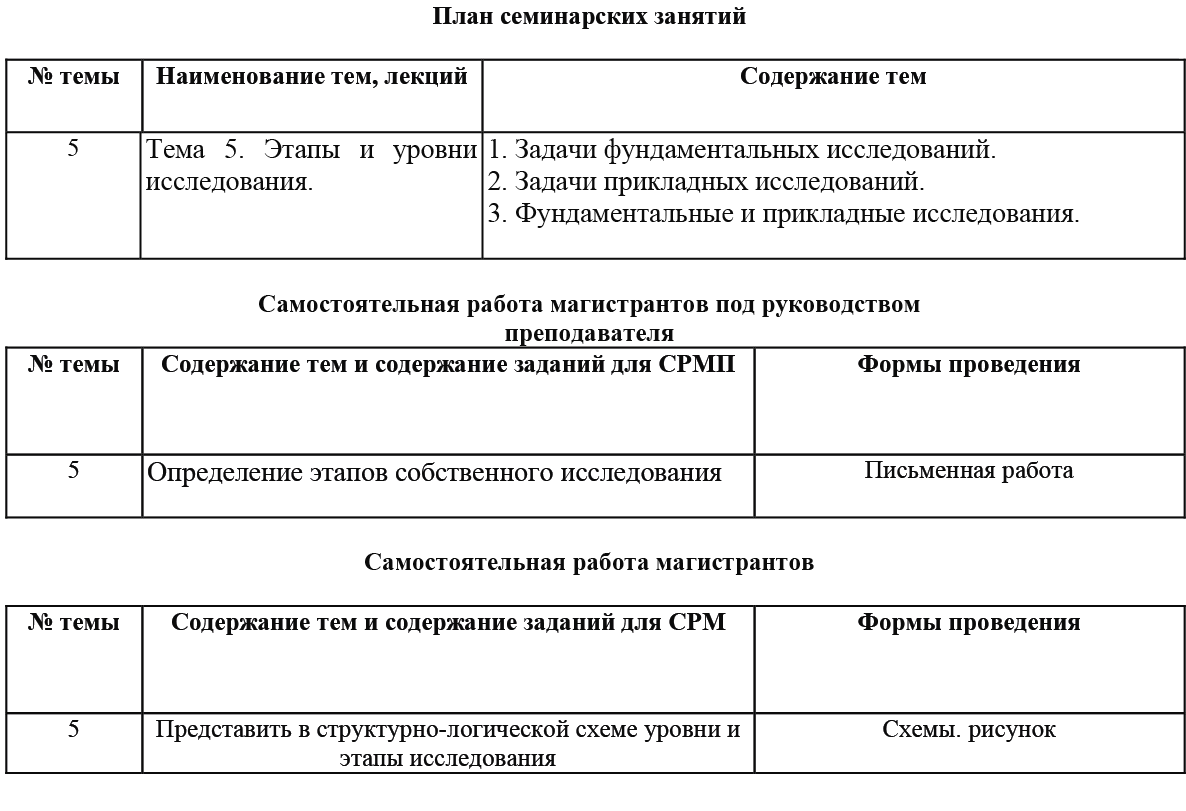 План семинарских занятий
№ темы Наименование тем, лекций Содержание тем
5 Тема 5. Этапы и уровни 1. Задачи фундаментальных исследований.
исследования. 2. Задачи прикладных исследований.
3. Фундаментальные и прикладные исследования.
Самостоятельная работа магистрантов под руководством
преподавателя
№ темы Содержание тем и содержание заданий для СРМП Формы проведения
5 Определение этапов собственного исследования Письменная работа
Самостоятельная работа магистрантов
№ темы Содержание тем и содержание заданий для СРМ Формы проведения
5 Представить в структурно-логической схеме уровни и Схемы. рисунок
этапы исследования